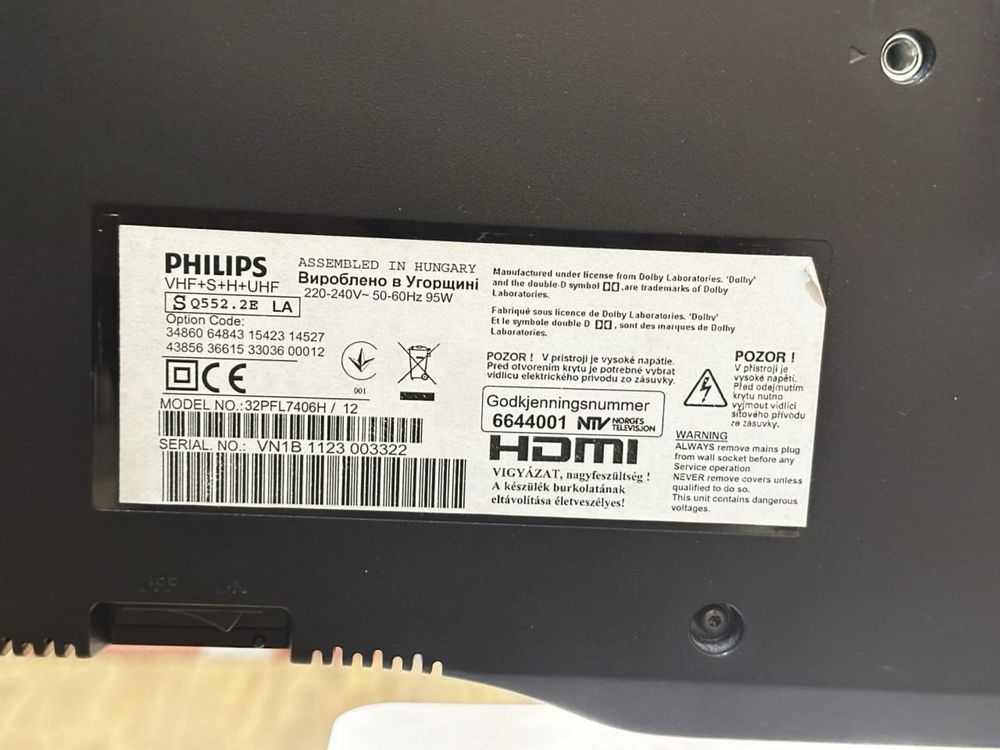 PHILIPS
VHF+S+H+UHF
S Q552.2E LA
Option Code:
34860 64843 15423 14527
43856 36615 33036 00012
CE
MODEL NO.:32PFL7406H / 12
SERIAL. NO.: VN1B 1123 003322
ASSEMBLED IN HUNGARY
Вироблено в Угорщині
220-240V~ 50-60Hz 95W
001
Manufactured under license from Dolby Laboratories. 'Dolby'
and the double-D symbol ,are trademarks of Dolby
Laboratories.
Fabriqué sous licence de Dolby Laboratories. 'Dolby'
Et le symbole double D , sont des marques de Dolby
Laboratories.
POZOR ! V prístroji je vysoké napätie.
Pred otvorením krytu je potrebné vybrat
vidlicu elektrického prívodu zo zásuvky.
Godkjenningsnummer
6644001 NTV NORGES
TELEVISJON
HDMI
VIGYÁZAT, nagyfeszültség !
A készülék burkolatának
eltávolítása életveszélyes!
POZOR !
V přístroji je
vysoké napětí.
Před odejmutím
krytu nutno
vyjmout vidlici
síťového přívodu
ze zásuvky.
WARNING
ALWAYS remove mains plug
from wall socket before any
Service operation
NEVER remove covers unless
qualified to do so.
This unit contains dangerous
voltages.
OFF ON